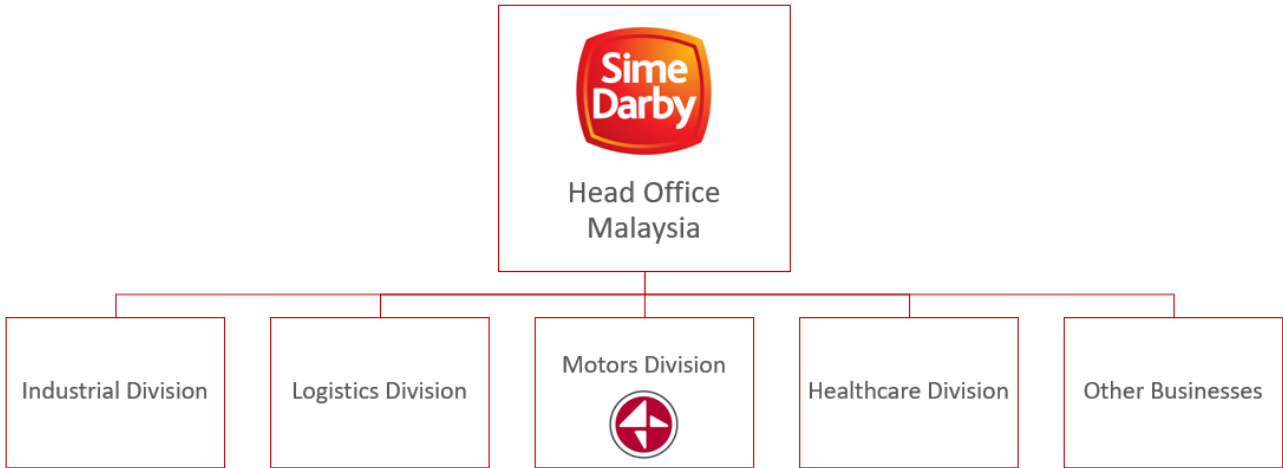 Sime
Darby
Head Office
Malaysia
Industrial Division
Logistics Division
Motors Division
Healthcare Division
Other Businesses